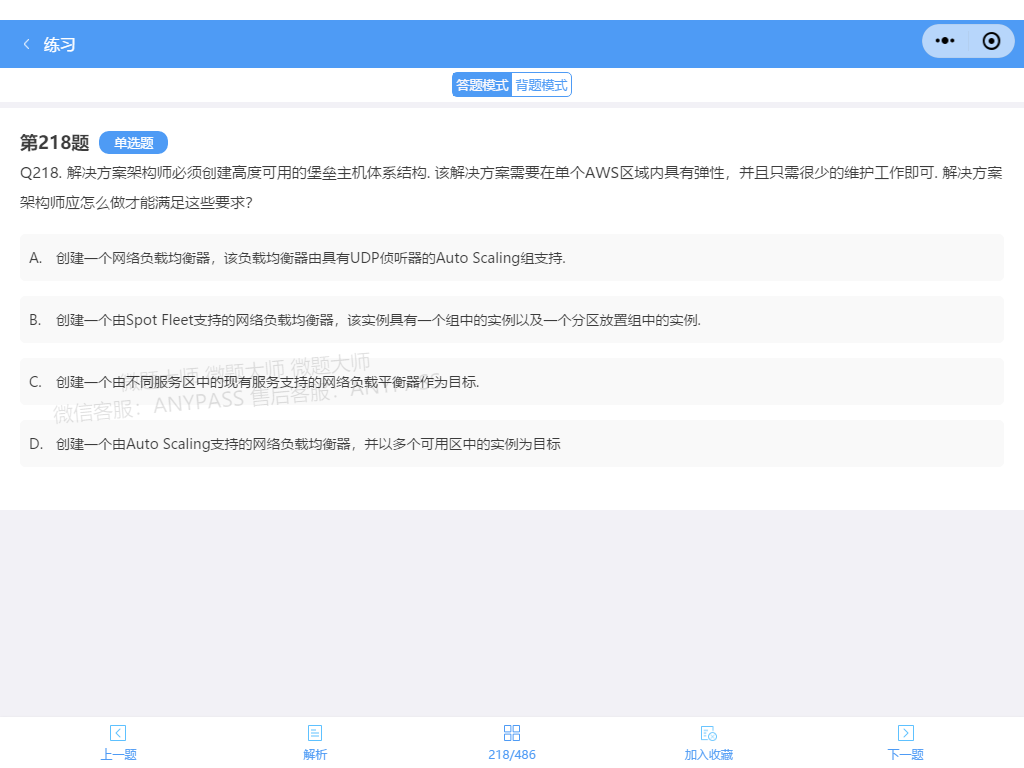 练习
答题模式 背题模式
第218题 单选题
Q218. 解决方案架构师必须创建高度可用的堡垒主机体系结构. 该解决方案需要在单个AWS区域内具有弹性，并且只需很少的维护工作即可. 解决方案
架构师应怎么做才能满足这些要求?
A. 创建一个网络负载均衡器，该负载均衡器由具有UDP侦听器的Auto Scaling组支持.
B. 创建一个由Spot Fleet支持的网络负载均衡器，该实例具有一个组中的实例以及一个分区放置组中的实例.
微题大师 微题大师 微题大师
C. 创建一个由不同服务区中的现有服务支持的网络负载平衡器作为目标.
微信客服：ANYPASS 售后客服：ANYPASS
D. 创建一个由Auto Scaling支持的网络负载均衡器，并以多个可用区中的实例为目标
上一题 解析 218/486 加入收藏 下一题